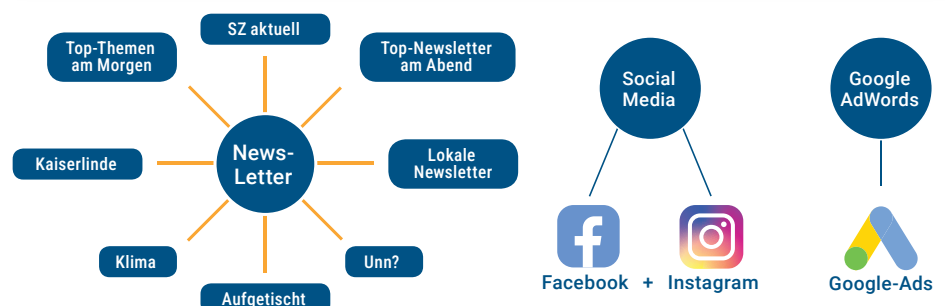 SZ aktuell
Top-Themen
am Morgen
Top-Newsletter
am Abend
News-
Letter
Kaiserlinde
Lokale
Newsletter
Klima
Unn?
Aufgetischt
Social
Media
Facebook + Instagram
Google
AdWords
Google-Ads